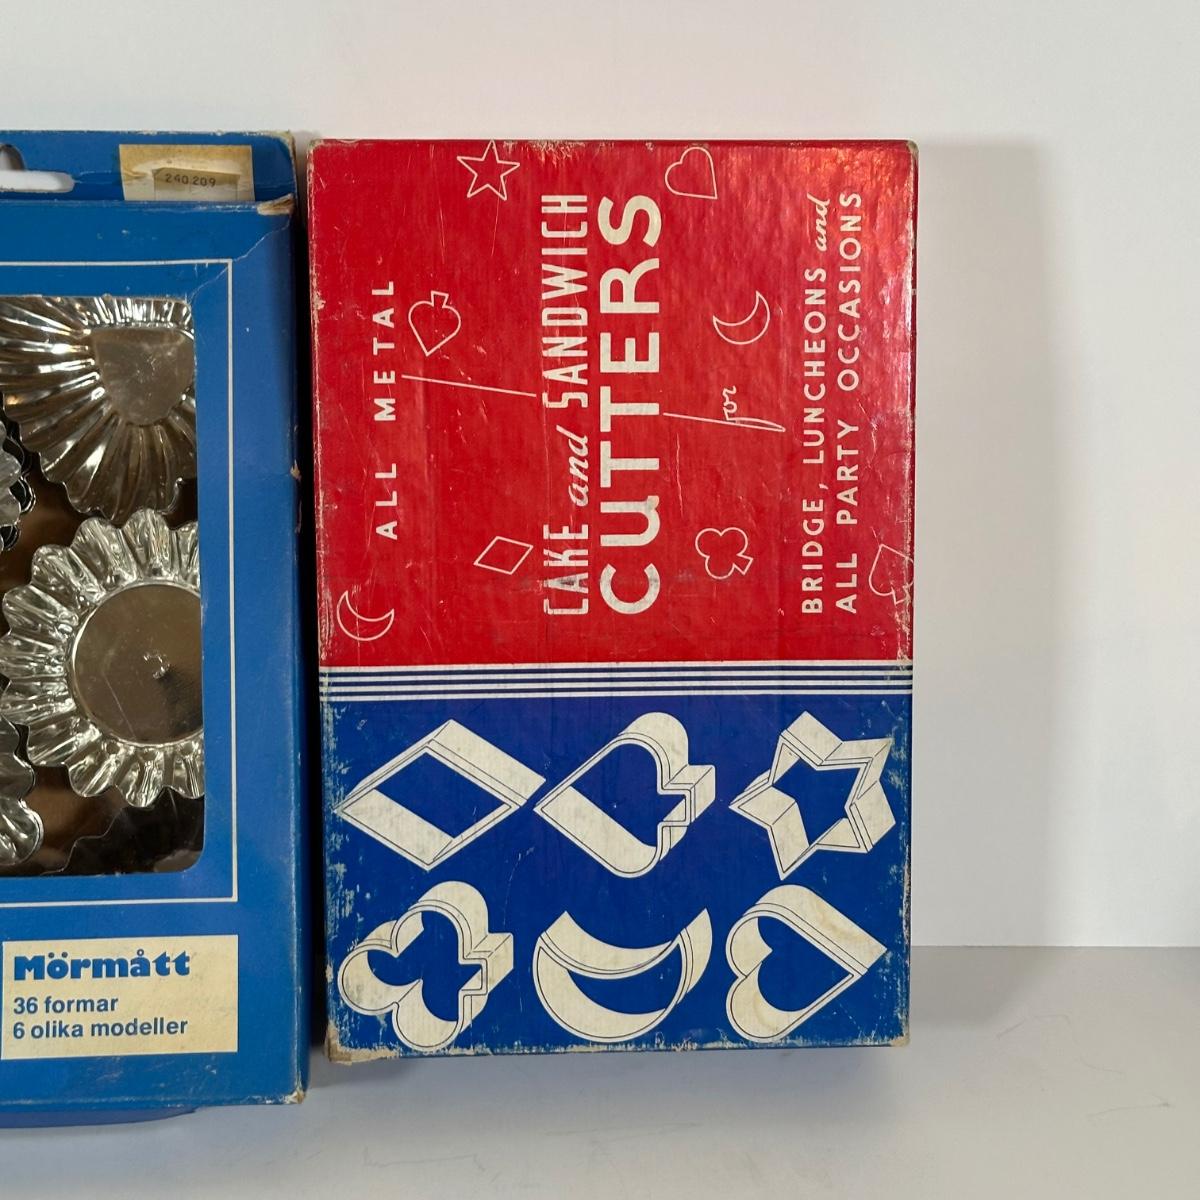 240 209
Mörmått
36 formar
6 olika modeller
ALL METAL
CAKE and SANDWICH
CUTTERS
for
BRIDGE, LUNCHEONS and
ALL PARTY OCCASIONS